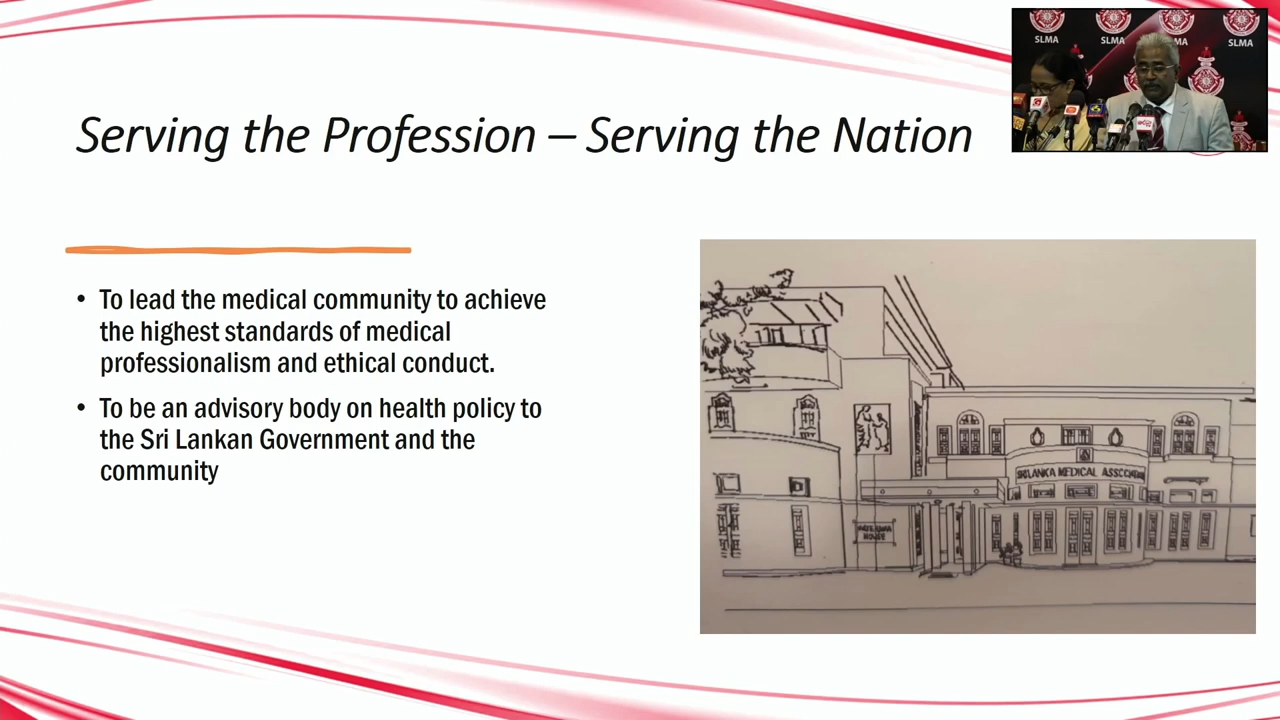 SLMA SLMA SLMA SLMA
Serving the Profession – Serving the Nation
• To lead the medical community to achieve
the highest standards of medical
professionalism and ethical conduct.
• To be an advisory body on health policy to
the Sri Lankan Government and the
community
SRI LANKA MEDICAL ASSOCIATION
HOUSE